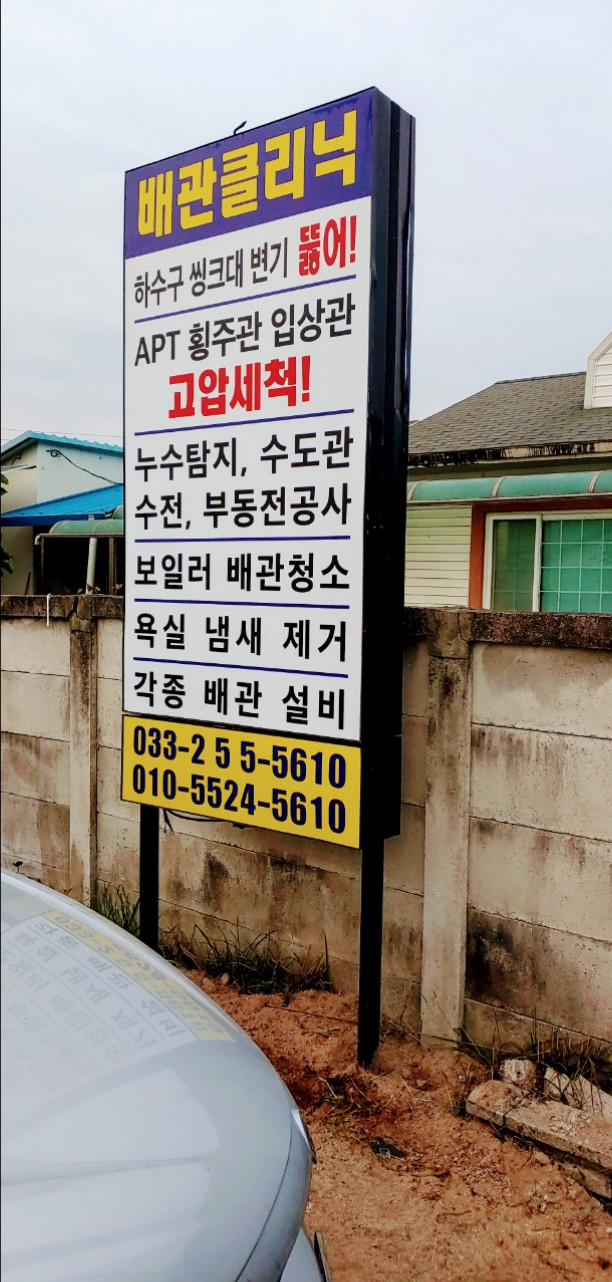 배관클리닉
하수구 씽크대 변기 뚫어!
APT 횡주관 입상관
고압세척!
누수탐지, 수도관
수전, 부동전공사
보일러 배관청소
욕실 냄새 제거
각종 배관 설비
033-2 5 5-5610
010-5524-5610